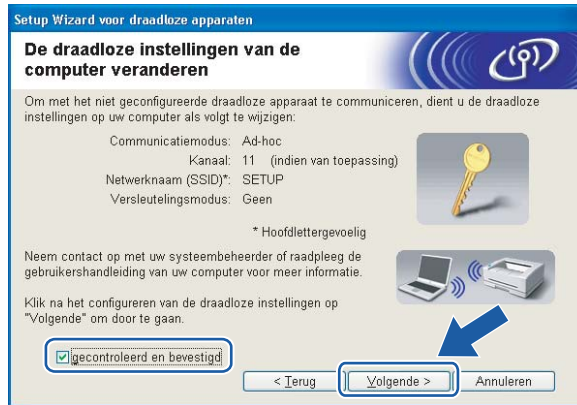 Setup Wizard voor draadloze apparaten
De draadloze instellingen van de
computer veranderen
Om met het niet geconfigureerde draadloze apparaat te communiceren, dient u de draadloze
instellingen op uw computer als volgt te wijzigen:
Communicatiemodus: Ad-hoc
Kanaal: 11 (indien van toepassing)
Netwerknaam (SSID)*: SETUP
Versleutelingsmodus: Geen
* Hoofdlettergevoelig
Neem contact op met uw systeembeheerder of raadpleeg de
gebruikershandleiding van uw computer voor meer informatie.
Klik na het configureren van de draadloze instellingen op
"Volgende" om door te gaan.
gecontroleerd en bevestigd
< Terug Volgende > Annuleren